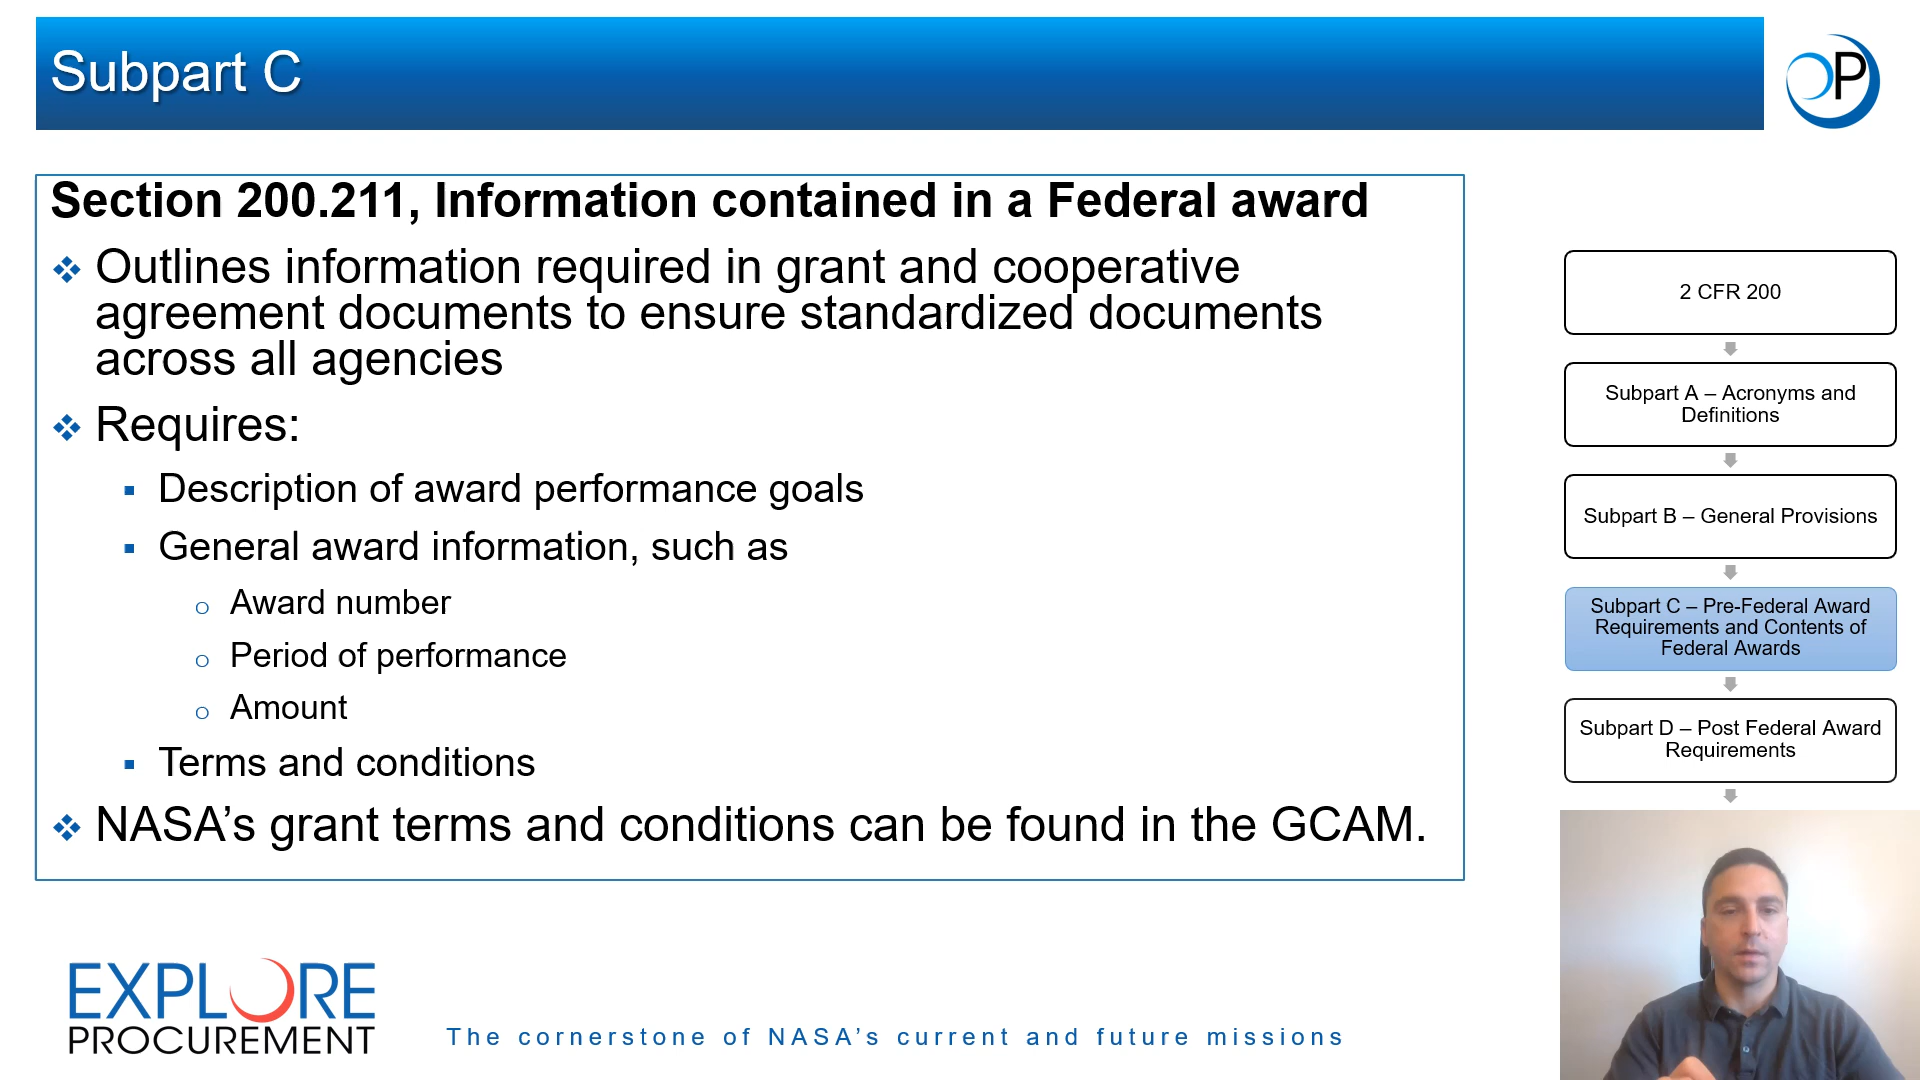 Subpart C
OP
Section 200.211, Information contained in a Federal award
Outlines information required in grant and cooperative
agreement documents to ensure standardized documents
across all agencies
Requires:
Description of award performance goals
General award information, such as
Award number
Period of performance
Amount
Terms and conditions
NASA’s grant terms and conditions can be found in the GCAM.
2 CFR 200
Subpart A – Acronyms and
Definitions
Subpart B – General Provisions
Subpart C – Pre-Federal Award
Requirements and Contents of
Federal Awards
Subpart D – Post Federal Award
Requirements
EXPLORE
PROCUREMENT
The cornerstone of NASA’s current and future missions